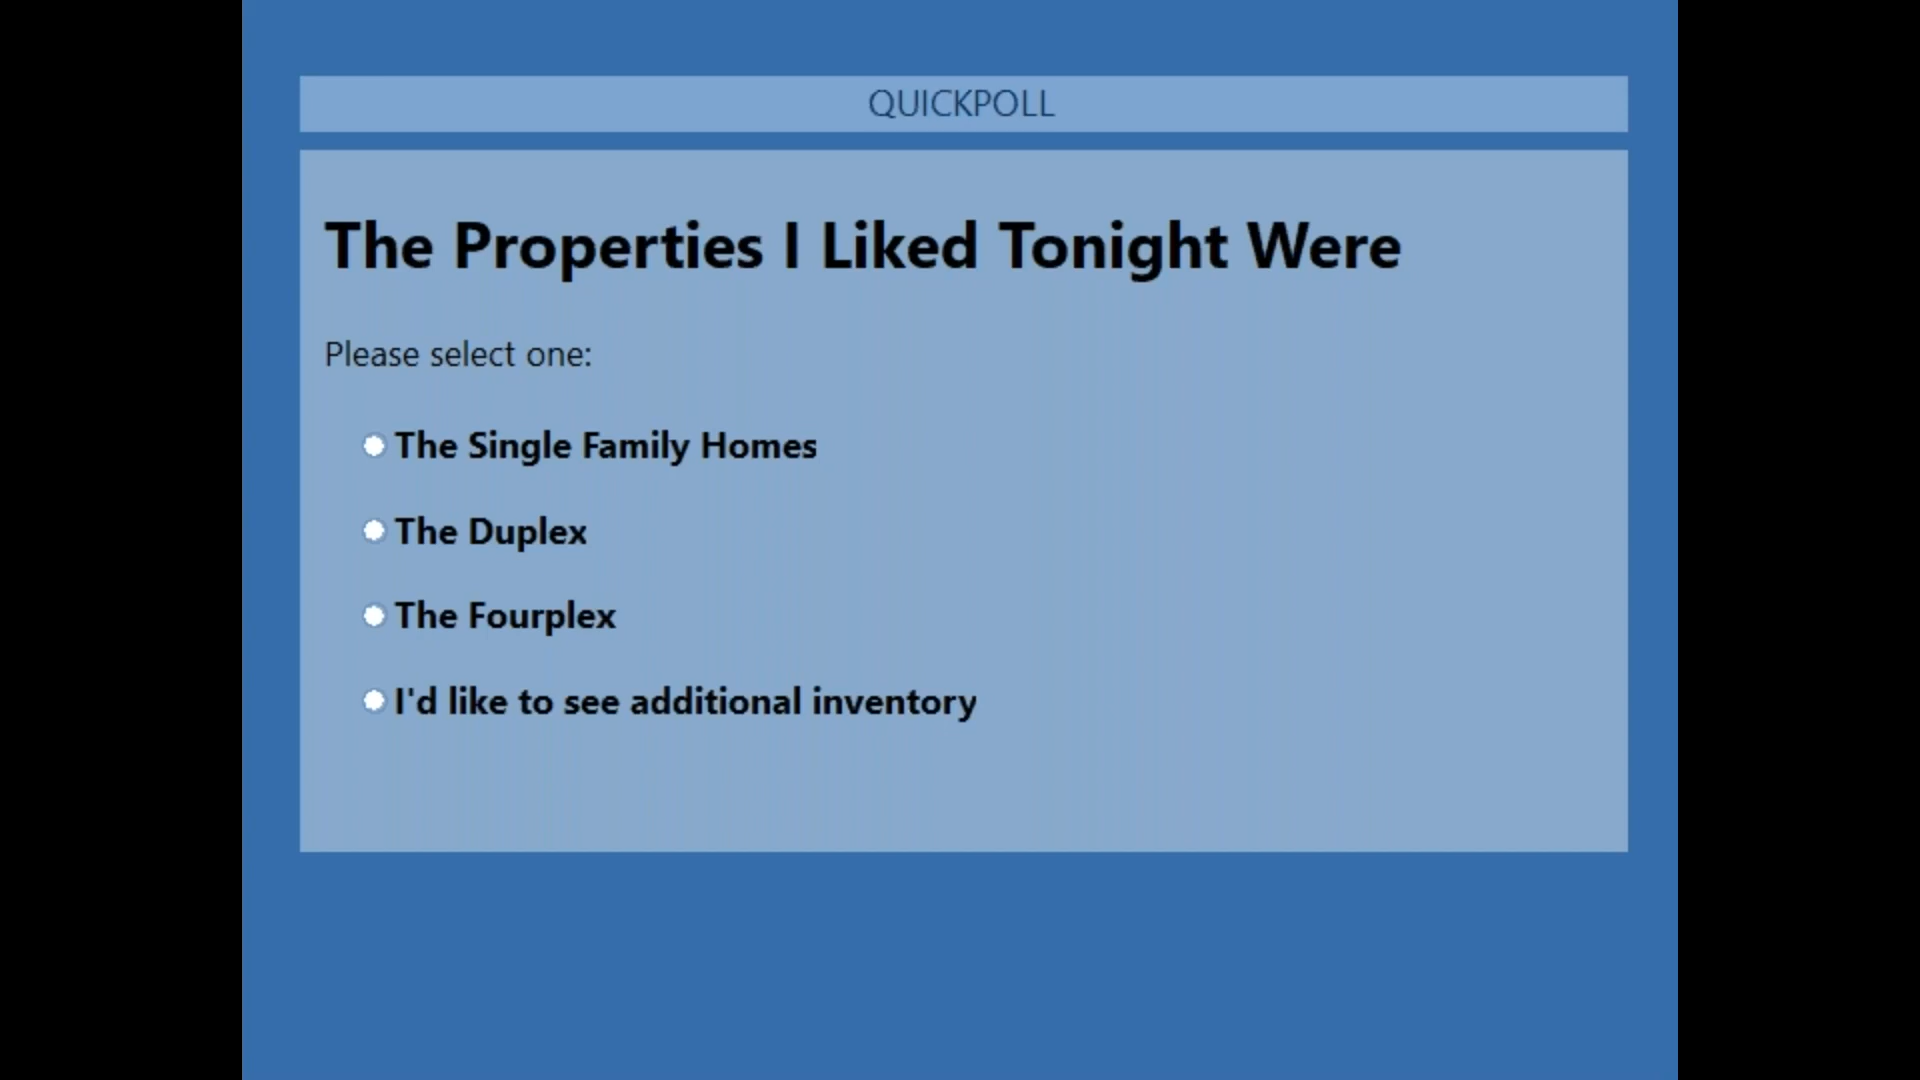 QUICKPOLL
The Properties I Liked Tonight Were
Please select one:
The Single Family Homes
The Duplex
The Fourplex
I'd like to see additional inventory